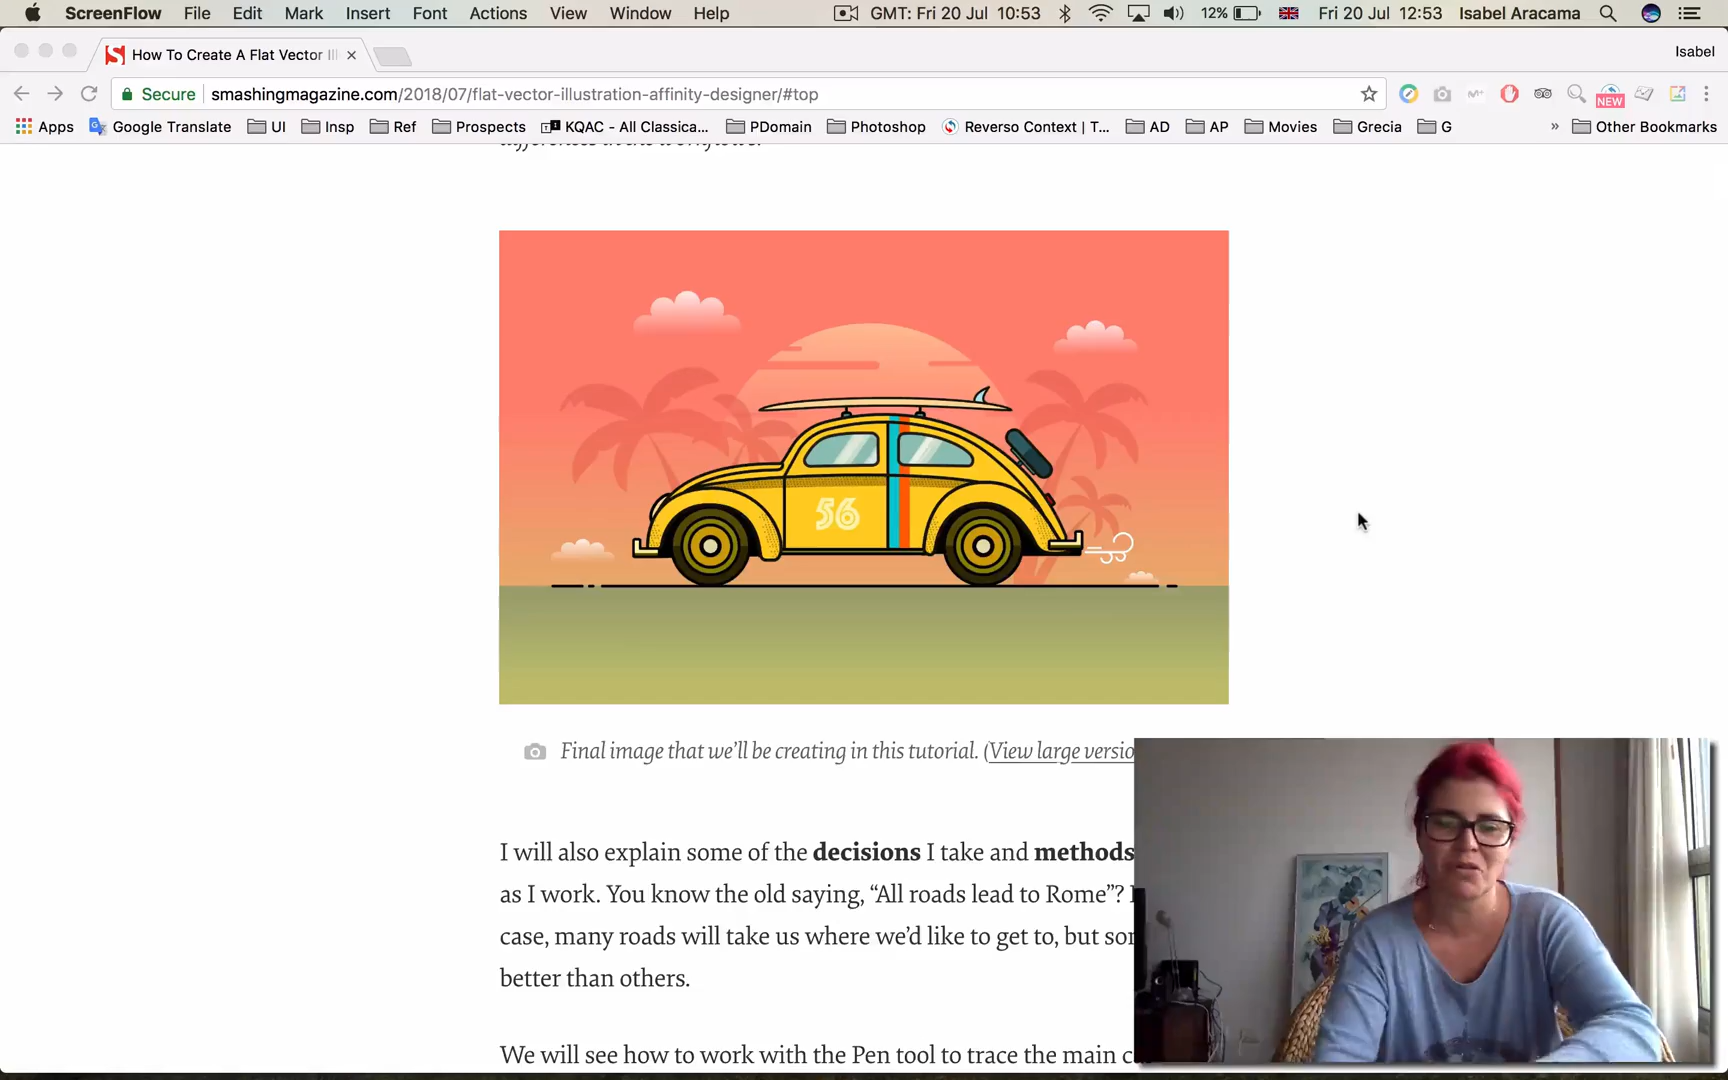 ScreenFlow File Edit Mark Insert Font Actions View Window Help GMT: Fri 20 Jul 10:53 12% Fri 20 Jul 12:53 Isabel Aracama
How To Create A Flat Vector Ill Isabel
Secure smashingmagazine.com/2018/07/flat-vector-illustration-affinity-designer/#top NEW
Apps Google Translate UI Insp Ref Prospects KQAC - All Classica... PDomain Photoshop Reverso Context | T... AD AP Movies Grecia G » Other Bookmarks
56
Final image that we’ll be creating in this tutorial. (View large versio
I will also explain some of the decisions I take and methods
as I work. You know the old saying, “All roads lead to Rome”?
case, many roads will take us where we’d like to get to, but
better than others.
We will see how to work with the Pen tool to trace the main